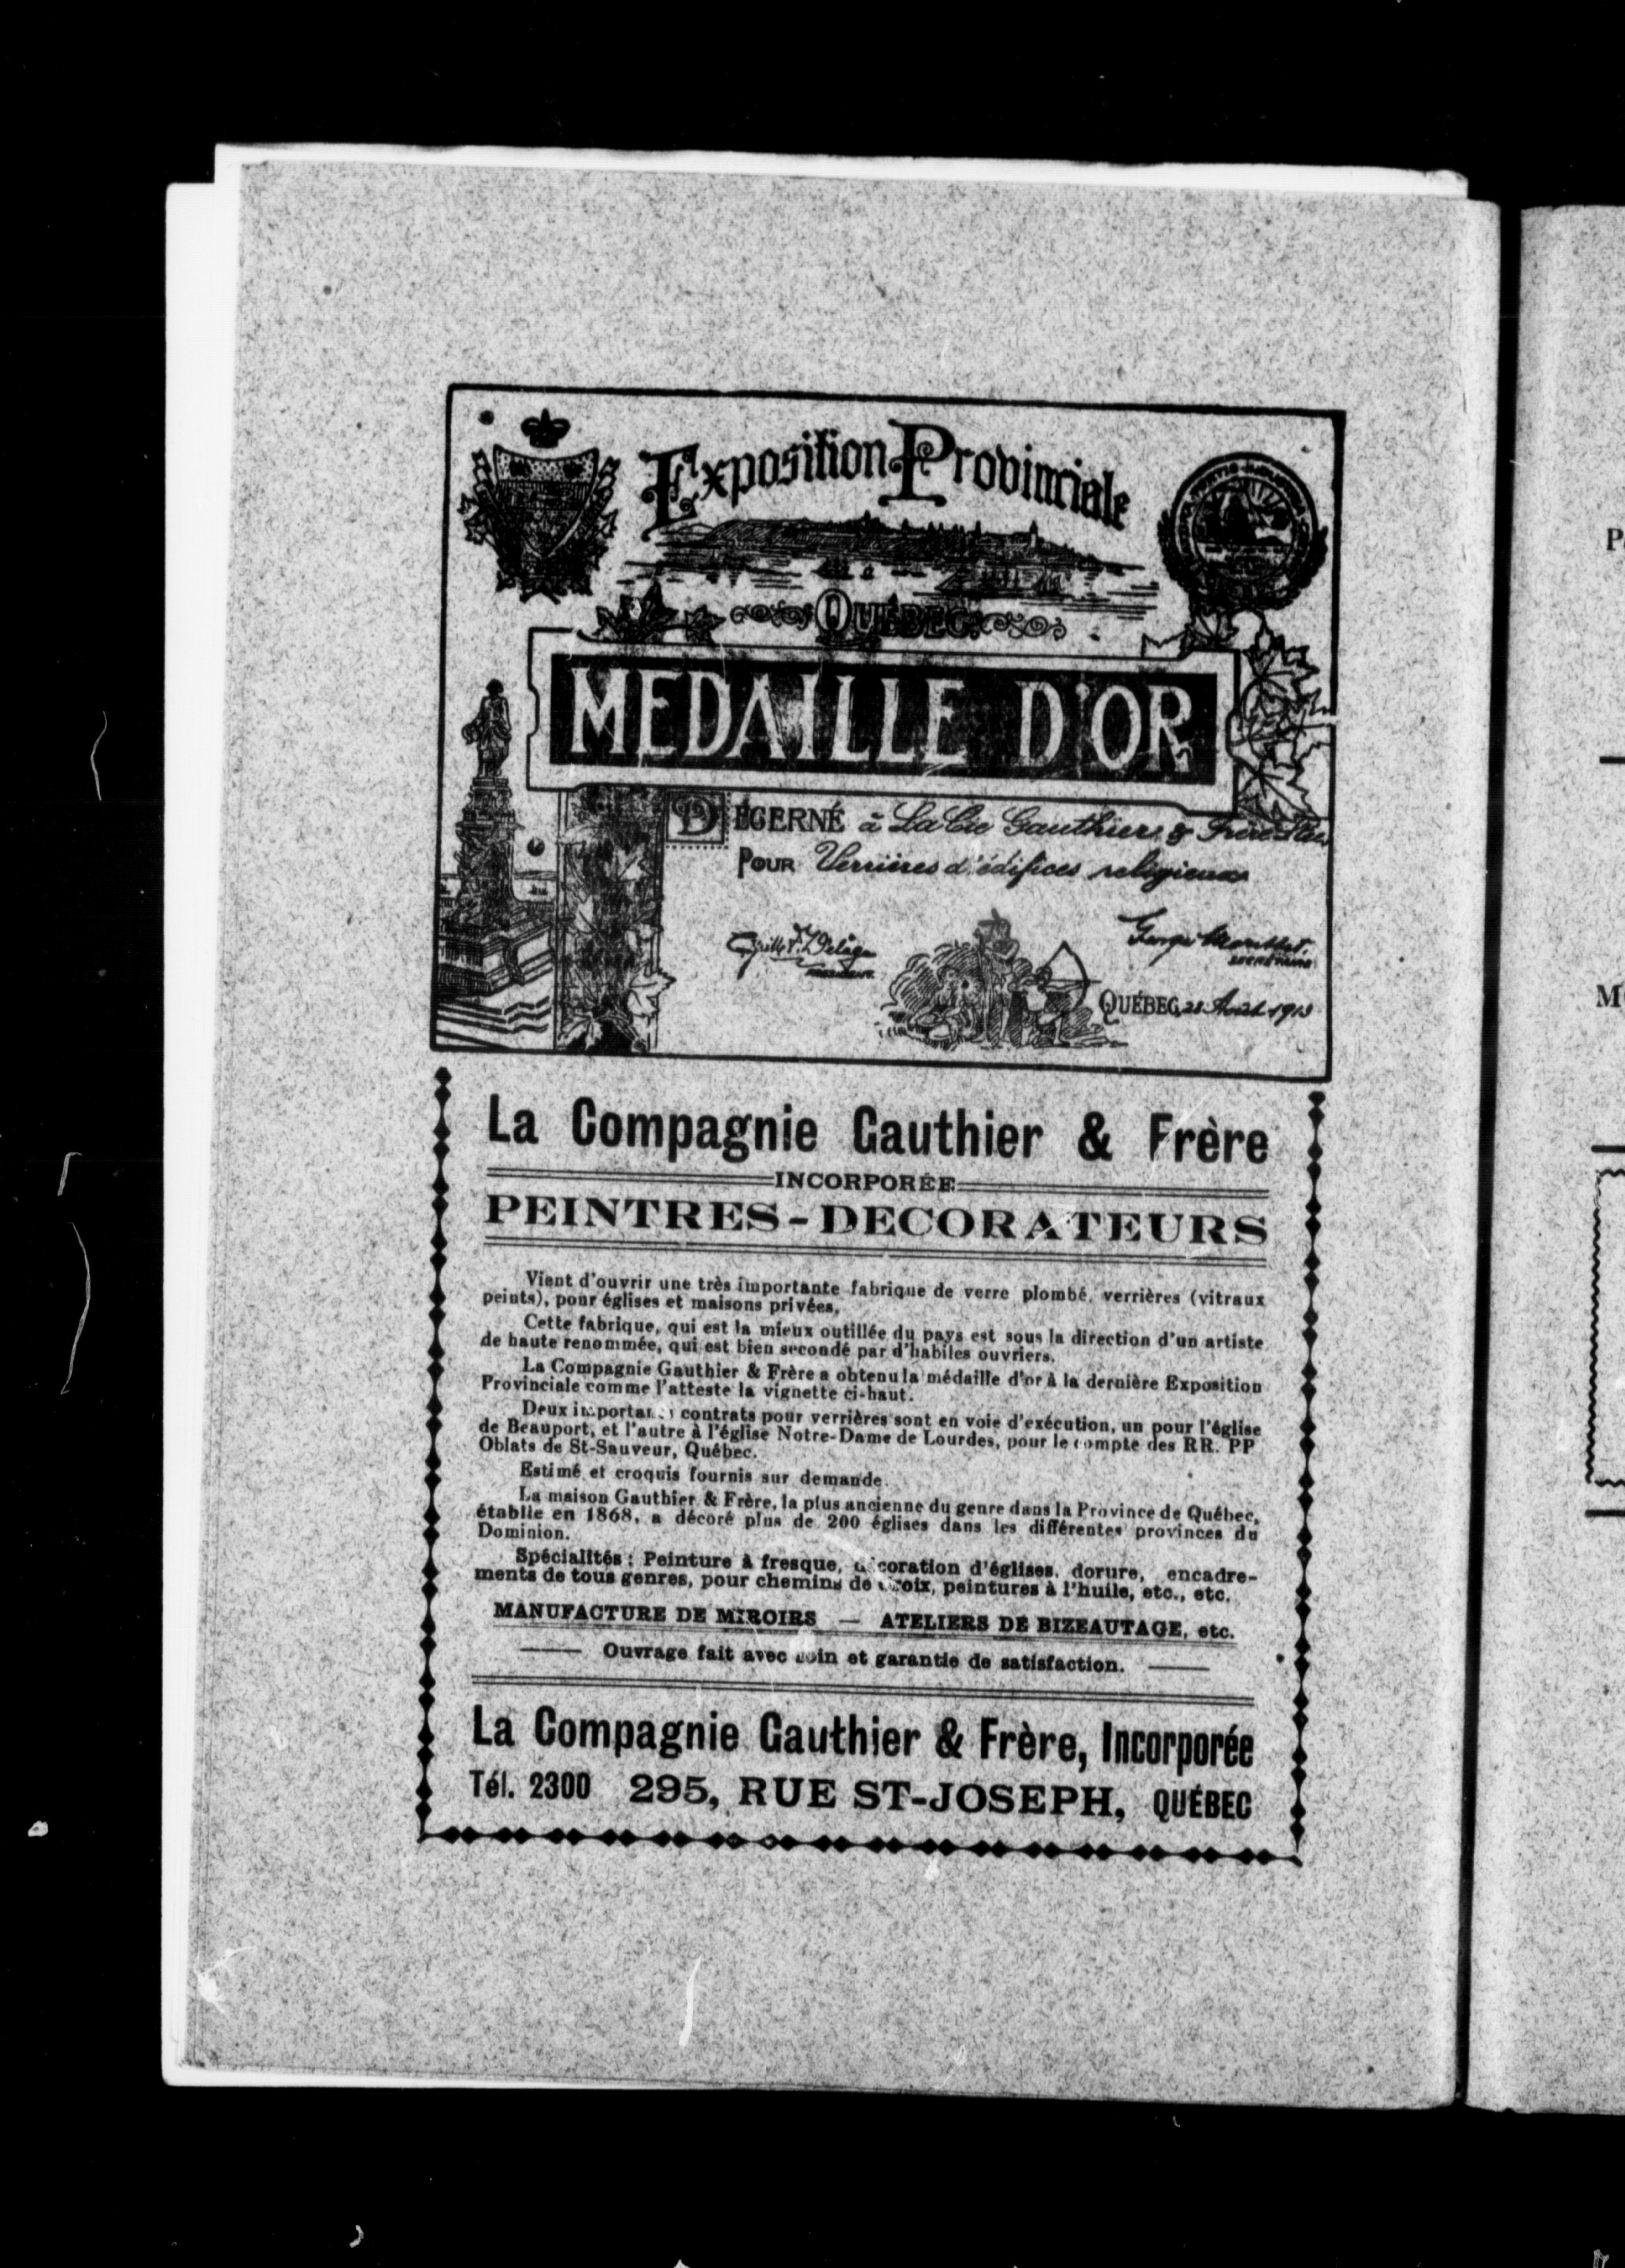 Exposition Provinciale
QUÉBEC
MEDAILLE D'OR
DÉCERNÉ à La Cie Gauthier & Frère
POUR Verrières d'édifices religieux
PRESIDENT
SECRETAIRE
QUÉBEC, 28 Août 1913
La Compagnie Gauthier & Frère
INCORPORÉE
PEINTRES-DECORATEURS
Vient d'ouvrir une très importante fabrique de verre plombé, verrières (vitraux
peints), pour églises et maisons privées.
Cette fabrique, qui est la mieux outillée du pays est sous la direction d'un artiste
de haute renommée, qui est bien secondé par d'habiles ouvriers.
La Compagnie Gauthier & Frère a obtenu la médaille d'or à la dernière Exposition
Provinciale comme l'atteste la vignette ci-haut.
Deux importants contrats pour verrières sont en voie d'exécution, un pour l'église
de Beauport, et l'autre à l'église Notre-Dame de Lourdes, pour le compte des RR. PP
Oblats de St-Sauveur, Québec.
Estimé et croquis fournis sur demande.
La maison Gauthier & Frère, la plus ancienne du genre dans la Province de Québec,
établie en 1868, a décoré plus de 200 églises dans les différentes provinces du
Dominion.
Spécialités : Peinture à fresque, décoration d'églises, dorure, encadre-
ments de tous genres, pour chemins de croix, peintures à l'huile, etc., etc.
MANUFACTURE DE MIROIRS — ATELIERS DE BIZEAUTAGE, etc.
Ouvrage fait avec soin et garantie de satisfaction.
La Compagnie Gauthier & Frère, Incorporée
Tél. 2300 295, RUE ST-JOSEPH, QUÉBEC